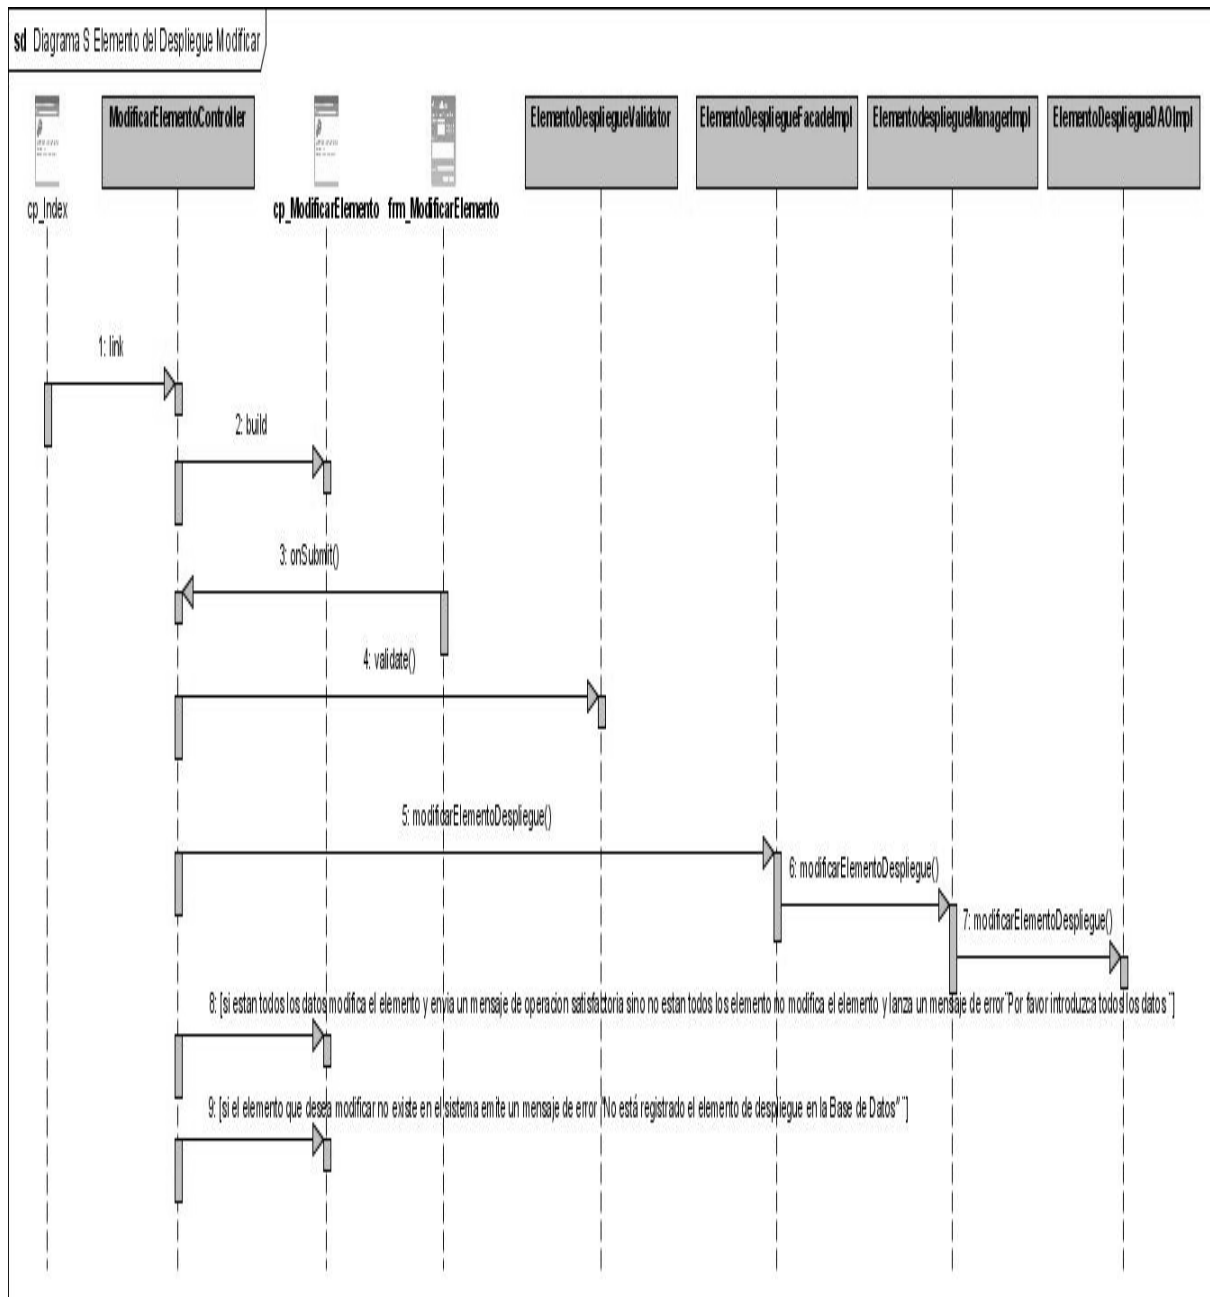 sd Diagrama S Elemento del Despliegue Modificar
ModificarElementoController
ElementoDespliegueValidator
ElementoDespliegueFacadeImpl
ElementodespliegueManagerImpl
ElementoDespliegueDAOImpl
cp_Index
cp_ModificarElemento
frm_ModificarElemento
1: link
2: build
3: onSubmit()
4: validate()
5: modificarElementoDespliegue()
6: modificarElementoDespliegue()
7: modificarElementoDespliegue()
8: [si estan todos los datos modifica el elemento y envia un mensaje de operacion satisfactoria sino no estan todos los elemento no modifica el elemento y lanza un mensaje de error¨Por favor introduzca todos los datos ¨]
9: [si el elemento que desea modificar no existe en el sistema emite un mensaje de error "No está registrado el elemento de despliegue en la Base de Datos" ¨]